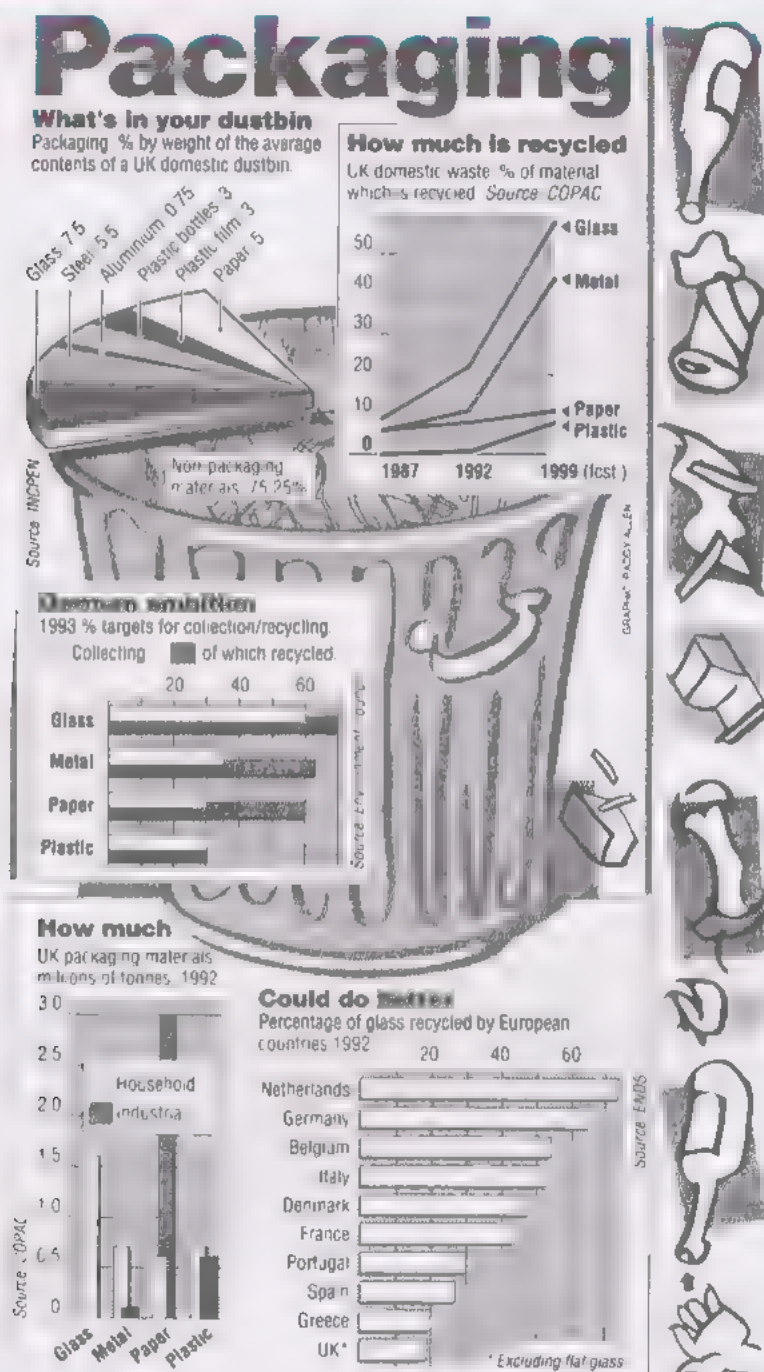 Packaging
What's in your dustbin
Packaging % by weight of the average
contents of a UK domestic dustbin.
Glass 7.5
Steel 5.5
Aluminium 0.75
Plastic bottles 3
Plastic film 3
Paper 5
Non packaging
materials 75.25%
Source INCPEN
How much is recycled
UK domestic waste % of material
which is recycled Source COPAC
50
40
30
20
10
0
Glass
Metal
Paper
Plastic
1987 1992 1999 (fcst)
GRAPHIC PADDY ALLEN
German ambition
1993 % targets for collection/recycling.
Collecting of which recycled.
20 40 60
Glass
Metal
Paper
Plastic
Source
How much
UK packaging materials
millions of tonnes 1992
3.0
2.5
2.0
1.5
1.0
0.5
0
Household
Industrial
Glass
Metal
Paper
Plastic
Source COPAC
Could do better
Percentage of glass recycled by European
countries 1992
20 40 60
Netherlands
Germany
Belgium
Italy
Denmark
France
Portugal
Spain
Greece
UK*
Source ENDS
* Excluding flat glass